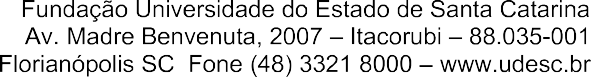 Fundação Universidade do Estado de Santa Catarina
Av. Madre Benvenuta, 2007 – Itacorubi – 88.035-001
Florianópolis SC  Fone (48) 3321 8000 – www.udesc.br